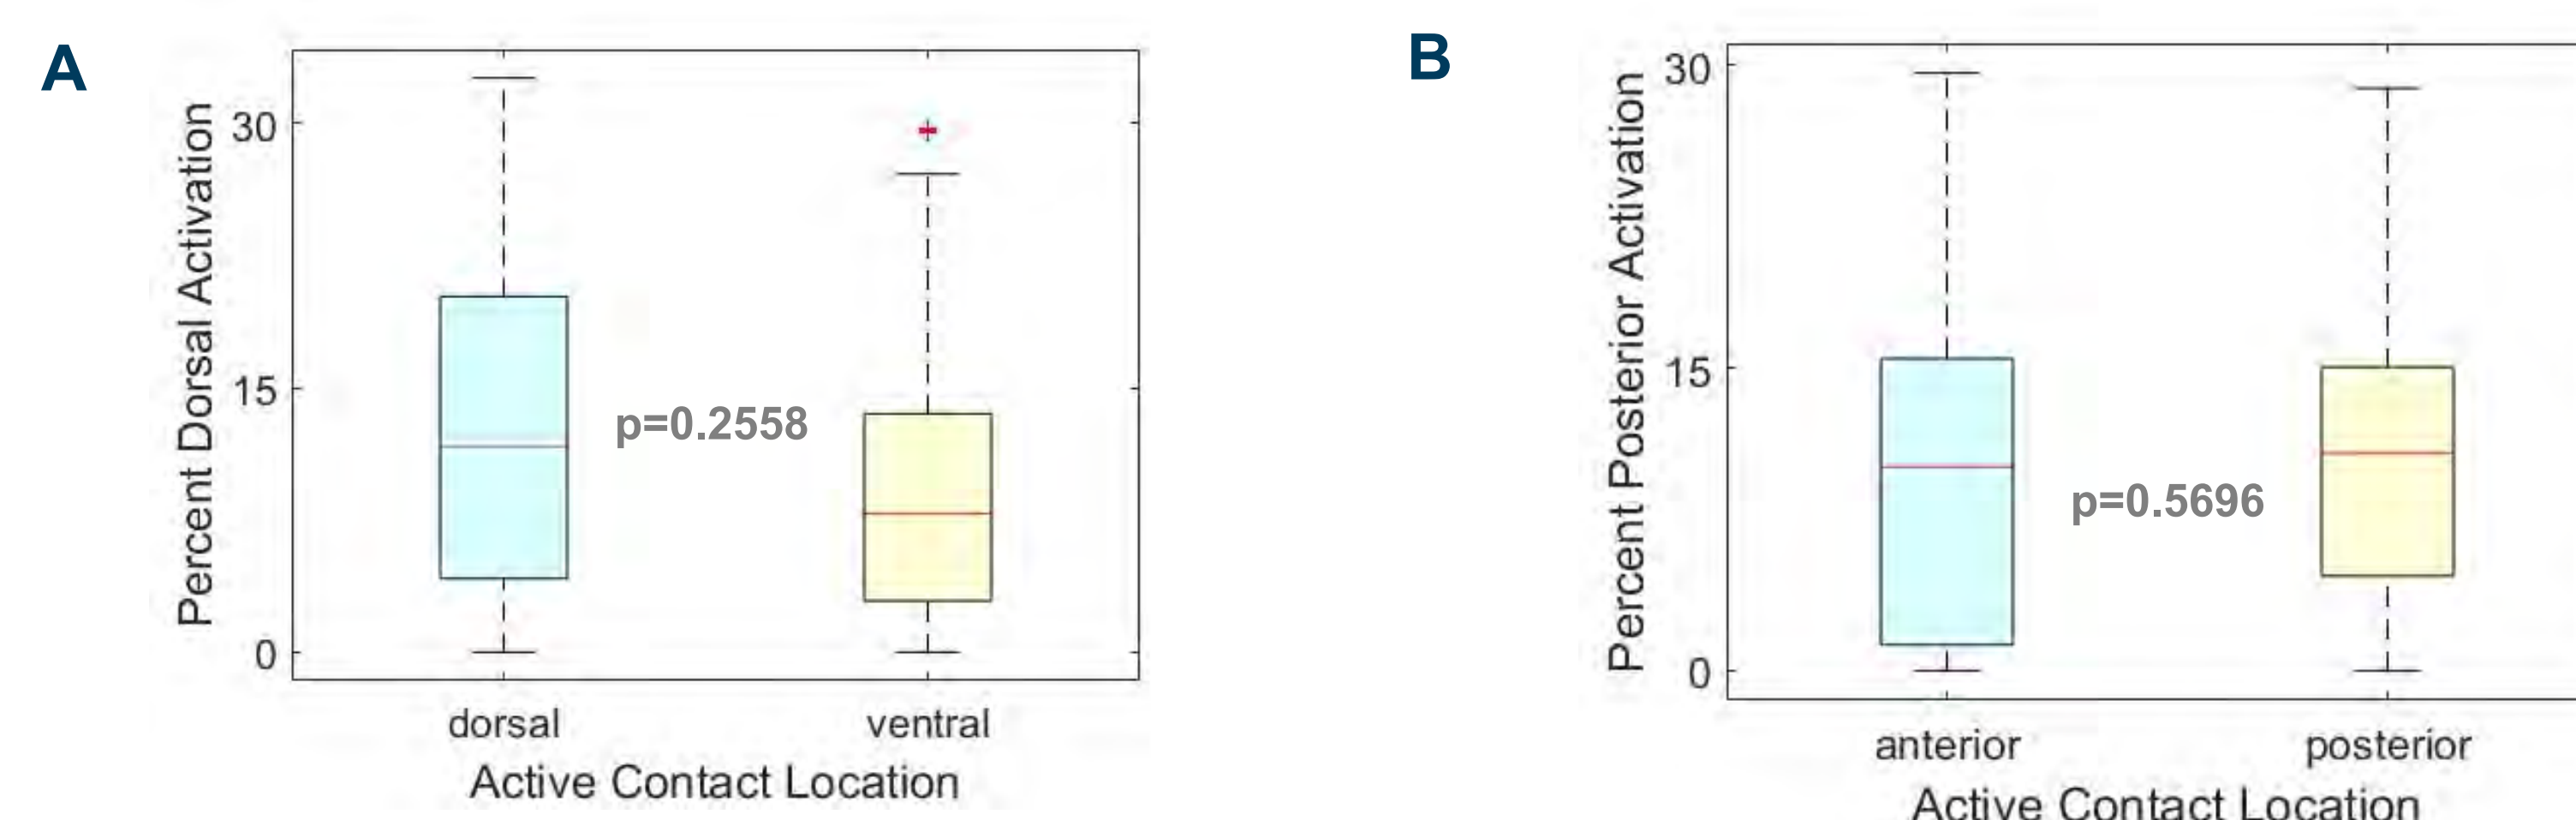 A
Percent Dorsal Activation
30
15
0
p=0.2558
dorsal
ventral
Active Contact Location
B
Percent Posterior Activation
30
15
0
p=0.5696
anterior
posterior
Active Contact Location